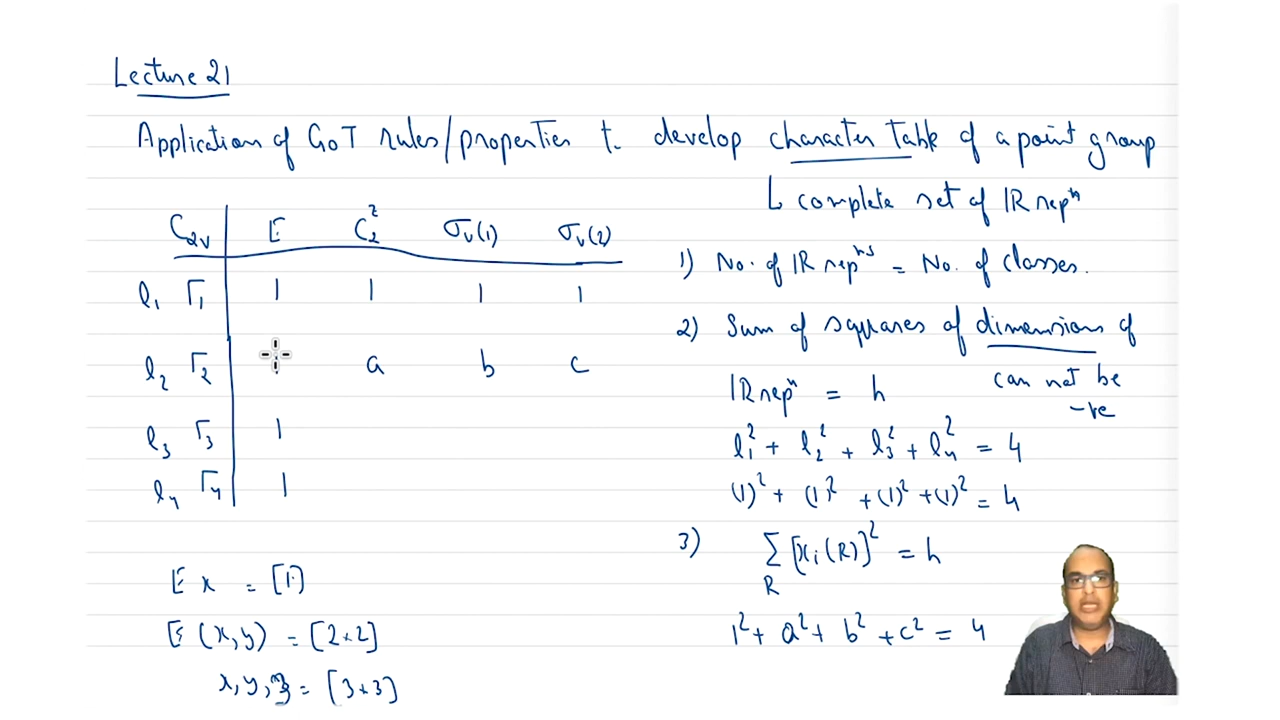 Lecture 21
Application of GOT rules/properties to develop character table of a point group
↳ complete set of IR repⁿ
C₂ᵥ E C₂ᶻ σᵥ(1) σᵥ(2)
l₁ Γ₁ 1 1 1 1
l₂ Γ₂ a b c
l₃ Γ₃ 1
l₄ Γ₄ 1
E x = [1]
E (x,y) = [2×2]
x,y,z = [3×3]
1) No. of IR repⁿˢ = No. of classes.
2) Sum of squares of dimensions of
IR repⁿ = h
can not be
-ve
l₁² + l₂² + l₃² + l₄² = 4
(1)² + (1)² + (1)² + (1)² = 4
3) Σ [χᵢ(R)]² = h
R
1² + a² + b² + c² = 4